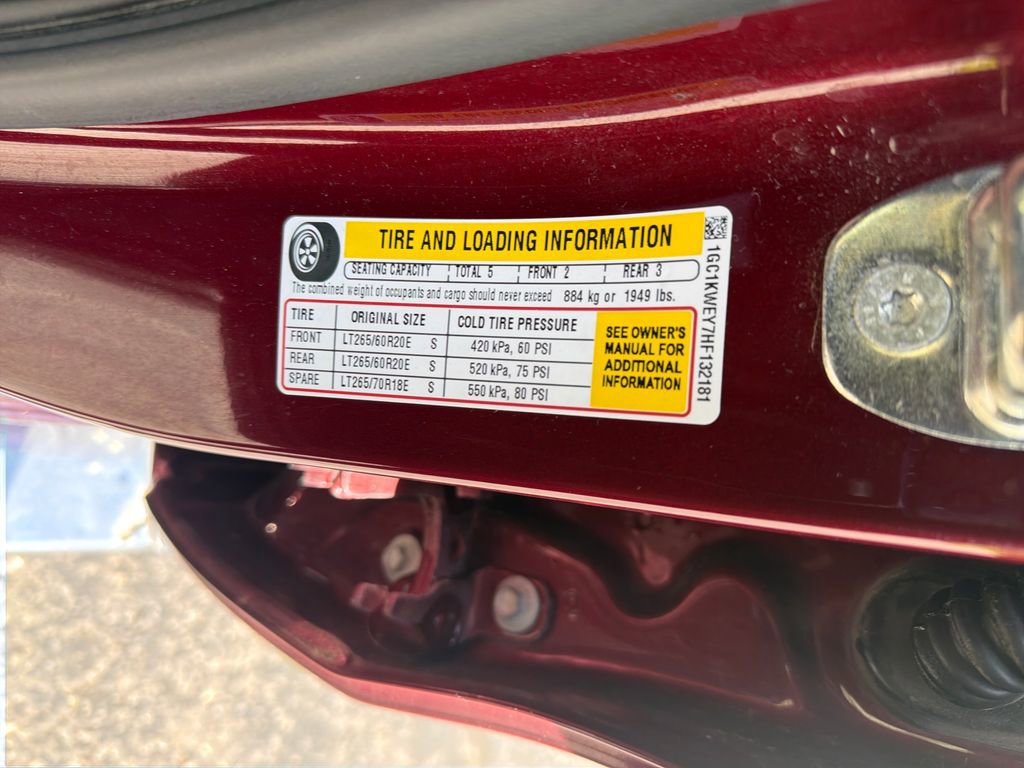 TIRE AND LOADING INFORMATION
SEATING CAPACITY TOTAL 5 FRONT 2 REAR 3
The combined weight of occupants and cargo should never exceed 884 kg or 1949 lbs.
TIRE ORIGINAL SIZE COLD TIRE PRESSURE
FRONT LT265/60R20E S 420 kPa, 60 PSI
REAR LT265/60R20E S 520 kPa, 75 PSI
SPARE LT265/70R18E S 550 kPa, 80 PSI
SEE OWNER'S
MANUAL FOR
ADDITIONAL
INFORMATION
1GC1KWEY7HF132181